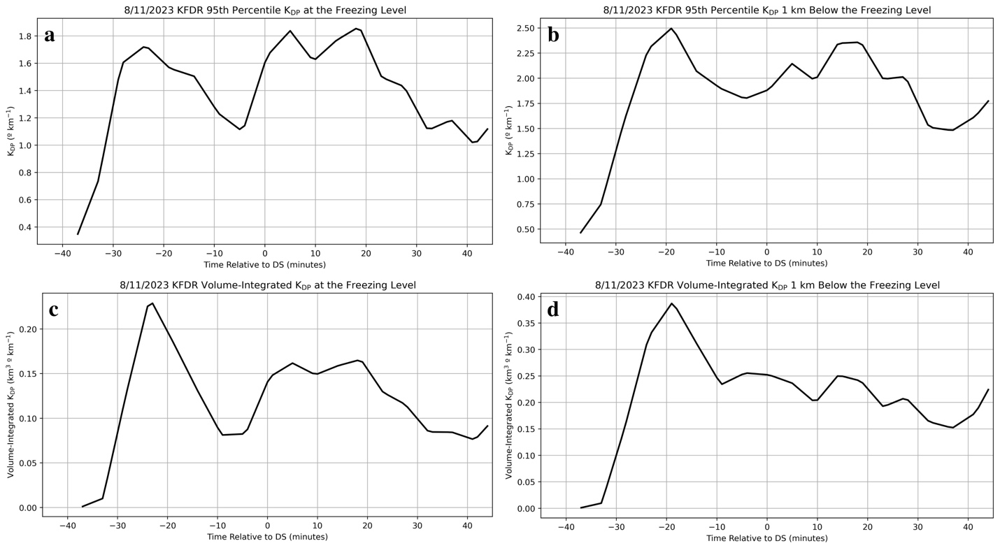 8/11/2023 KFDR 95th Percentile K_DP at the Freezing Level
a
K_DP (º km⁻¹)
1.8
1.6
1.4
1.2
1.0
0.8
0.6
0.4
−40 −30 −20 −10 0 10 20 30 40
Time Relative to DS (minutes)
8/11/2023 KFDR 95th Percentile K_DP 1 km Below the Freezing Level
b
K_DP (º km⁻¹)
2.50
2.25
2.00
1.75
1.50
1.25
1.00
0.75
0.50
−40 −30 −20 −10 0 10 20 30 40
Time Relative to DS (minutes)
8/11/2023 KFDR Volume-Integrated K_DP at the Freezing Level
c
Volume-Integrated K_DP (km³ º km⁻¹)
0.20
0.15
0.10
0.05
0.00
−40 −30 −20 −10 0 10 20 30 40
Time Relative to DS (minutes)
8/11/2023 KFDR Volume-Integrated K_DP 1 km Below the Freezing Level
d
Volume-Integrated K_DP (km³ º km⁻¹)
0.40
0.35
0.30
0.25
0.20
0.15
0.10
0.05
0.00
−40 −30 −20 −10 0 10 20 30 40
Time Relative to DS (minutes)